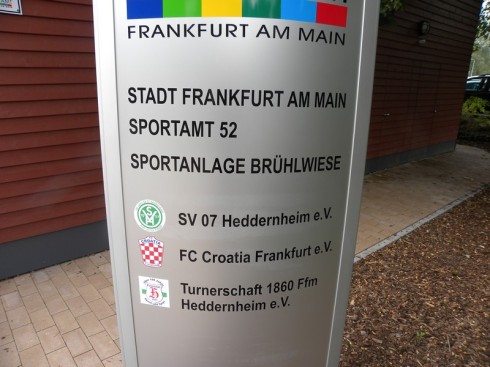 FRANKFURT AM MAIN
STADT FRANKFURT AM MAIN
SPORTAMT 52
SPORTANLAGE BRÜHLWIESE
SV 07 Heddernheim e.V.
FC Croatia Frankfurt e.V.
Turnerschaft 1860 Ffm
Heddernheim e.V.